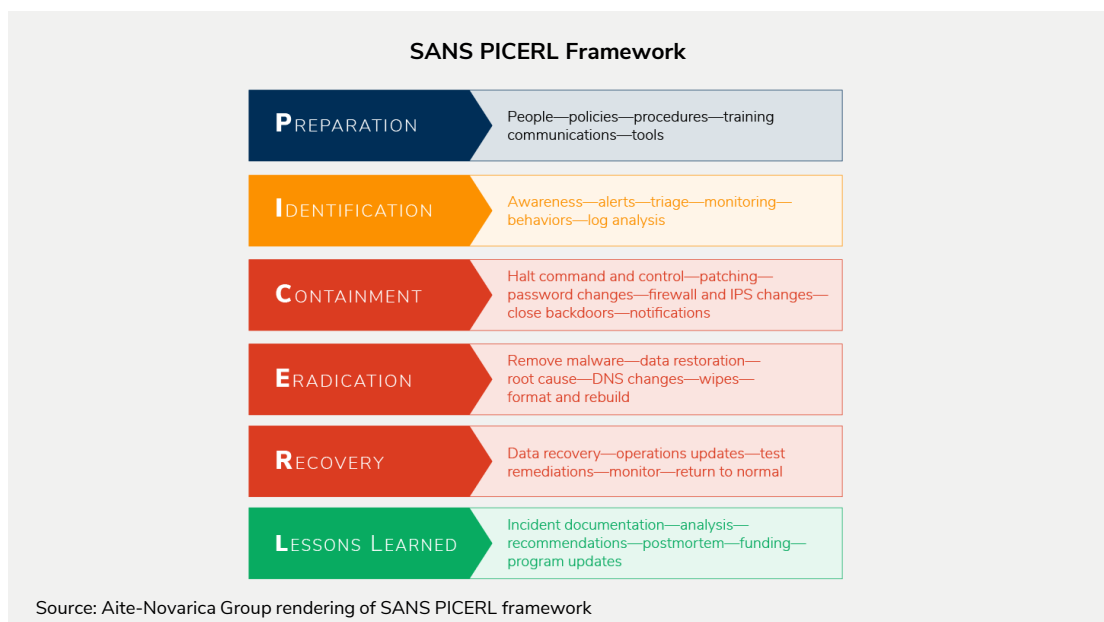 SANS PICERL Framework
PREPARATION
People—policies—procedures—training
communications—tools
IDENTIFICATION
Awareness—alerts—triage—monitoring—
behaviors—log analysis
CONTAINMENT
Halt command and control—patching—
password changes—firewall and IPS changes—
close backdoors—notifications
ERADICATION
Remove malware—data restoration—
root cause—DNS changes—wipes—
format and rebuild
RECOVERY
Data recovery—operations updates—test
remediations—monitor—return to normal
LESSONS LEARNED
Incident documentation—analysis—
recommendations—postmortem—funding—
program updates
Source: Aite-Novarica Group rendering of SANS PICERL framework